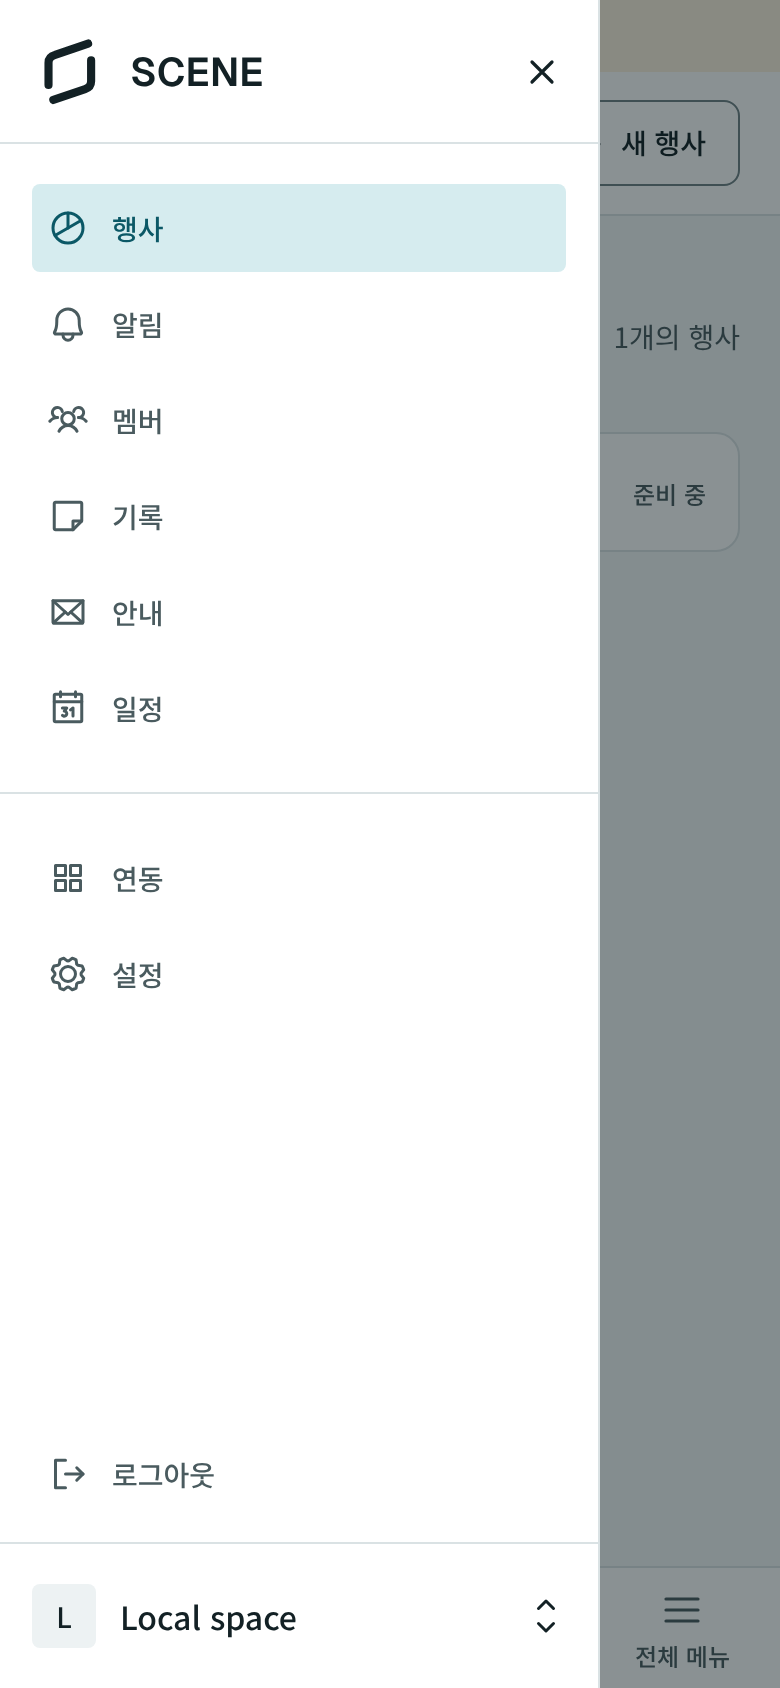 SCENE
새 행사
행사
알림
1개의 행사
멤버
준비 중
기록
안내
31
일정
연동
설정
로그아웃
L
Local space
전체 메뉴